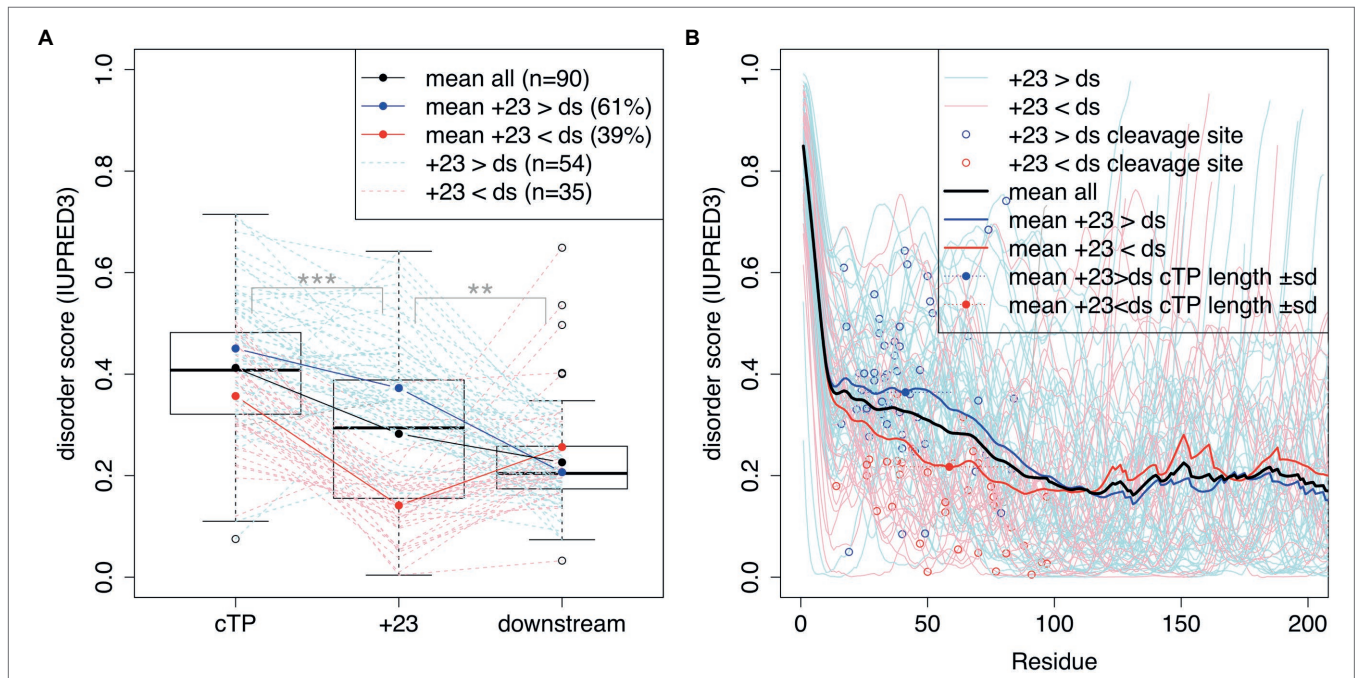 A
disorder score (IUPRED3)
1.0
0.8
0.6
0.4
0.2
0.0
mean all (n=90)
mean +23 > ds (61%)
mean +23 < ds (39%)
+23 > ds (n=54)
+23 < ds (n=35)
***
**
cTP
+23
downstream
B
disorder score (IUPRED3)
1.0
0.8
0.6
0.4
0.2
0.0
+23 > ds
+23 < ds
+23 > ds cleavage site
+23 < ds cleavage site
mean all
mean +23 > ds
mean +23 < ds
mean +23>ds cTP length ±sd
mean +23<ds cTP length ±sd
0
50
100
150
200
Residue